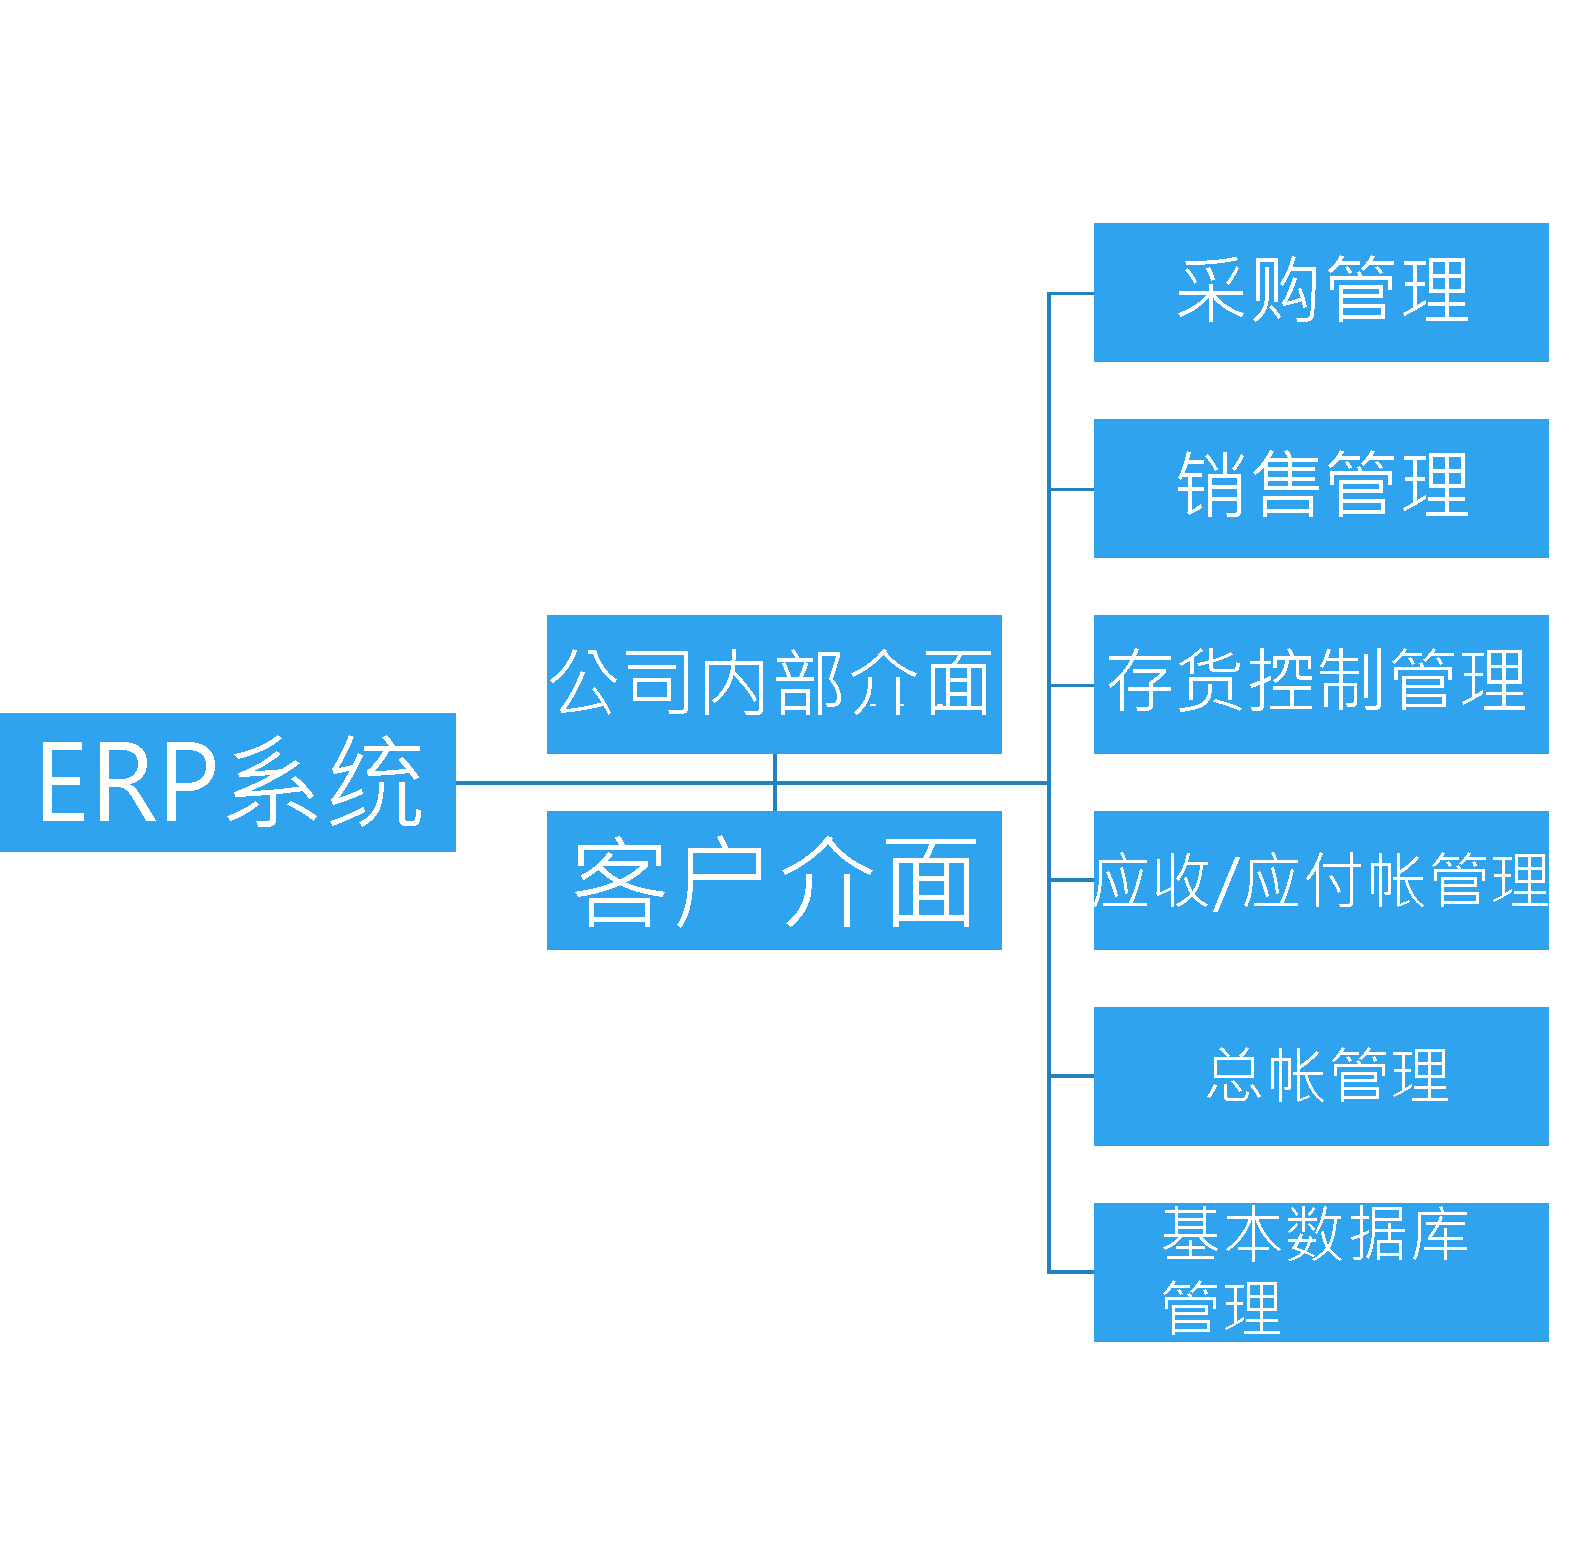 ERP系统
公司内部介面
客户介面
采购管理
销售管理
存货控制管理
应收/应付帐管理
总帐管理
基本数据库
管理